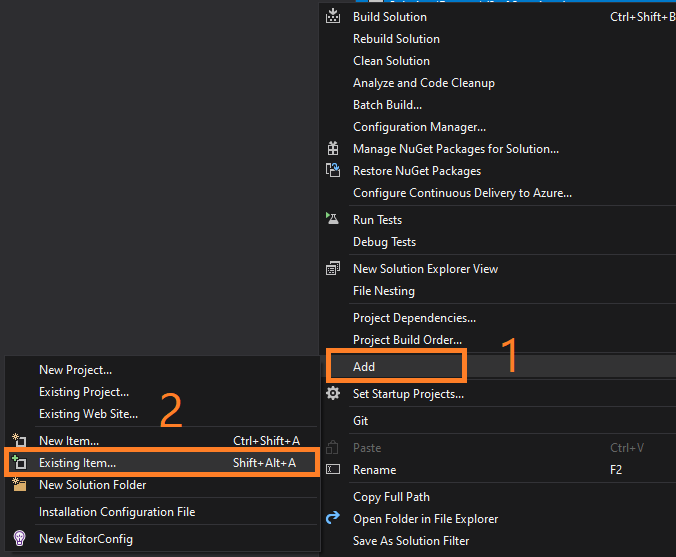 Build Solution Ctrl+Shift+B
Rebuild Solution
Clean Solution
Analyze and Code Cleanup
Batch Build...
Configuration Manager...
Manage NuGet Packages for Solution...
Restore NuGet Packages
Configure Continuous Delivery to Azure...
Run Tests
Debug Tests
New Solution Explorer View
File Nesting
Project Dependencies...
Project Build Order...
Add
1
Set Startup Projects...
Git
Paste Ctrl+V
Rename F2
Copy Full Path
Open Folder in File Explorer
Save As Solution Filter
New Project...
Existing Project...
Existing Web Site...
2
New Item... Ctrl+Shift+A
Existing Item... Shift+Alt+A
New Solution Folder
Installation Configuration File
New EditorConfig